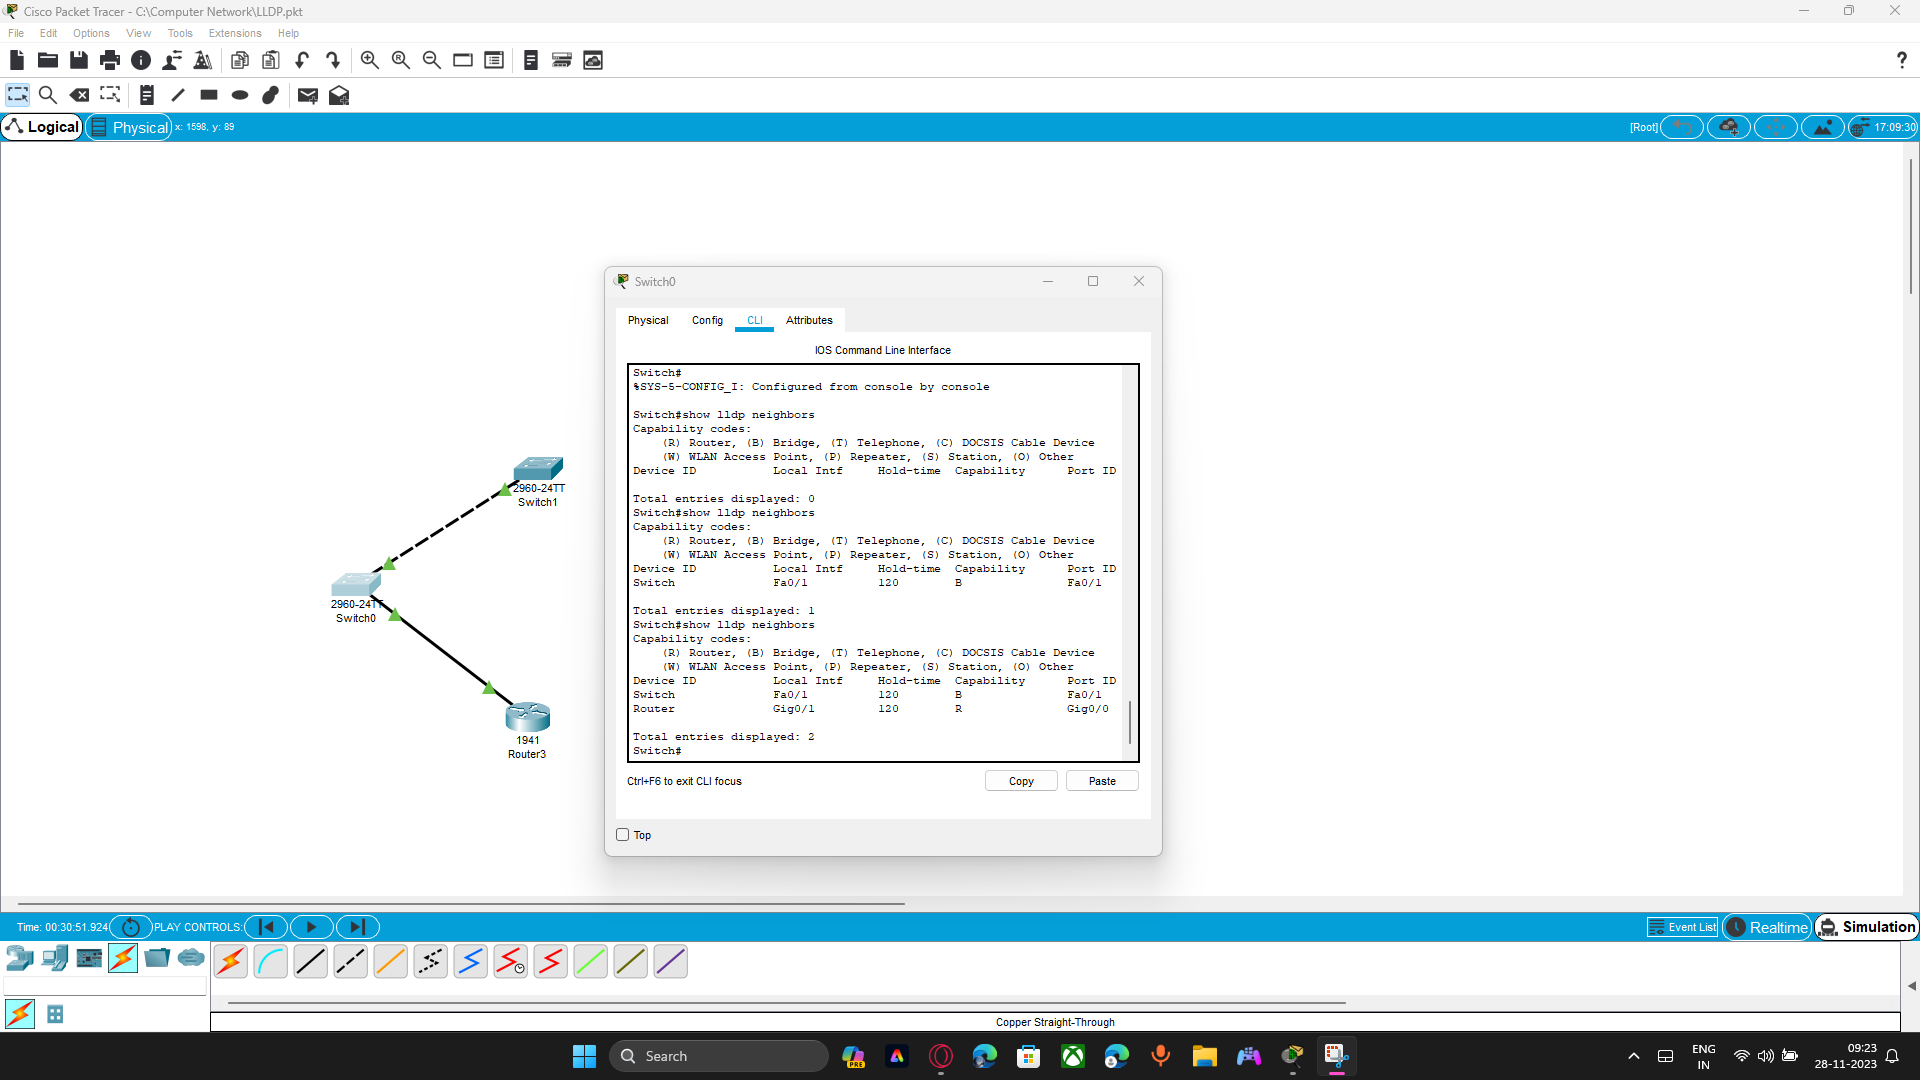 Cisco Packet Tracer - C:\Computer Network\LLDP.pkt
File Edit Options View Tools Extensions Help
Logical Physical x: 1598, y: 89 [Root] 17:09:30
Switch0
Physical Config CLI Attributes
IOS Command Line Interface
Switch#
%SYS-5-CONFIG_I: Configured from console by console
Switch#show lldp neighbors
Capability codes:
(R) Router, (B) Bridge, (T) Telephone, (C) DOCSIS Cable Device
(W) WLAN Access Point, (P) Repeater, (S) Station, (O) Other
Device ID Local Intf Hold-time Capability Port ID
Total entries displayed: 0
Switch#show lldp neighbors
Capability codes:
(R) Router, (B) Bridge, (T) Telephone, (C) DOCSIS Cable Device
(W) WLAN Access Point, (P) Repeater, (S) Station, (O) Other
Device ID Local Intf Hold-time Capability Port ID
Switch Fa0/1 120 B Fa0/1
Total entries displayed: 1
Switch#show lldp neighbors
Capability codes:
(R) Router, (B) Bridge, (T) Telephone, (C) DOCSIS Cable Device
(W) WLAN Access Point, (P) Repeater, (S) Station, (O) Other
Device ID Local Intf Hold-time Capability Port ID
Switch Fa0/1 120 B Fa0/1
Router Gig0/1 120 R Gig0/0
Total entries displayed: 2
Switch#
Ctrl+F6 to exit CLI focus Copy Paste
Top
2960-24TT
Switch1
2960-24TT
Switch0
1941
Router3
Time: 00:30:51.924 PLAY CONTROLS: Event List Realtime Simulation
Copper Straight-Through
Search
PRE
ENG
IN
09:23
28-11-2023